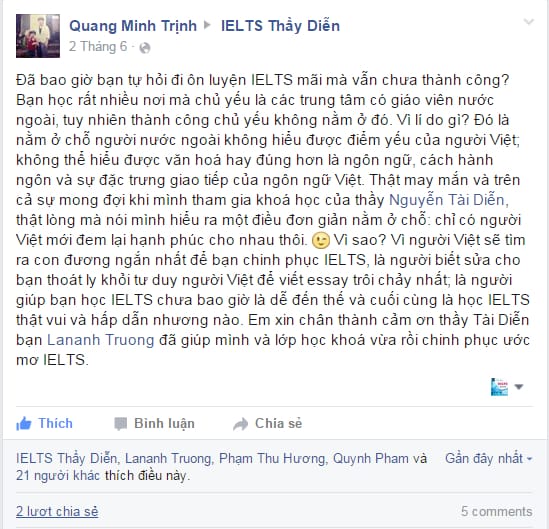 Quang Minh Trịnh ▸ IELTS Thầy Diễn
2 Tháng 6 ·
Đã bao giờ bạn tự hỏi đi ôn luyện IELTS mãi mà vẫn chưa thành công?
Bạn học rất nhiều nơi mà chủ yếu là các trung tâm có giáo viên nước
ngoài, tuy nhiên thành công chủ yếu không nằm ở đó. Vì lí do gì? Đó là
nằm ở chỗ người nước ngoài không hiểu được điểm yếu của người Việt;
không thể hiểu được văn hoá hay đúng hơn là ngôn ngữ, cách hành
ngôn và sự đặc trưng giao tiếp của ngôn ngữ Việt. Thật may mắn và trên
cả sự mong đợi khi mình tham gia khoá học của thầy Nguyễn Tài Diễn,
thật lòng mà nói mình hiểu ra một điều đơn giản nằm ở chỗ: chỉ có người
Việt mới đem lại hạnh phúc cho nhau thôi. 😉 Vì sao? Vì người Việt sẽ tìm
ra con đương ngắn nhất để bạn chinh phục IELTS, là người biết sửa cho
bạn thoát ly khỏi tư duy người Việt để viết essay trôi chảy nhất; là người
giúp bạn học IELTS chưa bao giờ là dễ đến thế và cuối cùng là học IELTS
thật vui và hấp dẫn nhương nào. Em xin chân thành cảm ơn thầy Tài Diễn
bạn Lananh Truong đã giúp mình và lớp học khoá vừa rồi chinh phục ước
mơ IELTS.
Thích Bình luận Chia sẻ
IELTS Thầy Diễn, Lananh Truong, Phạm Thu Hương, Quynh Pham và Gần đây nhất
21 người khác thích điều này.
2 lượt chia sẻ 5 comments